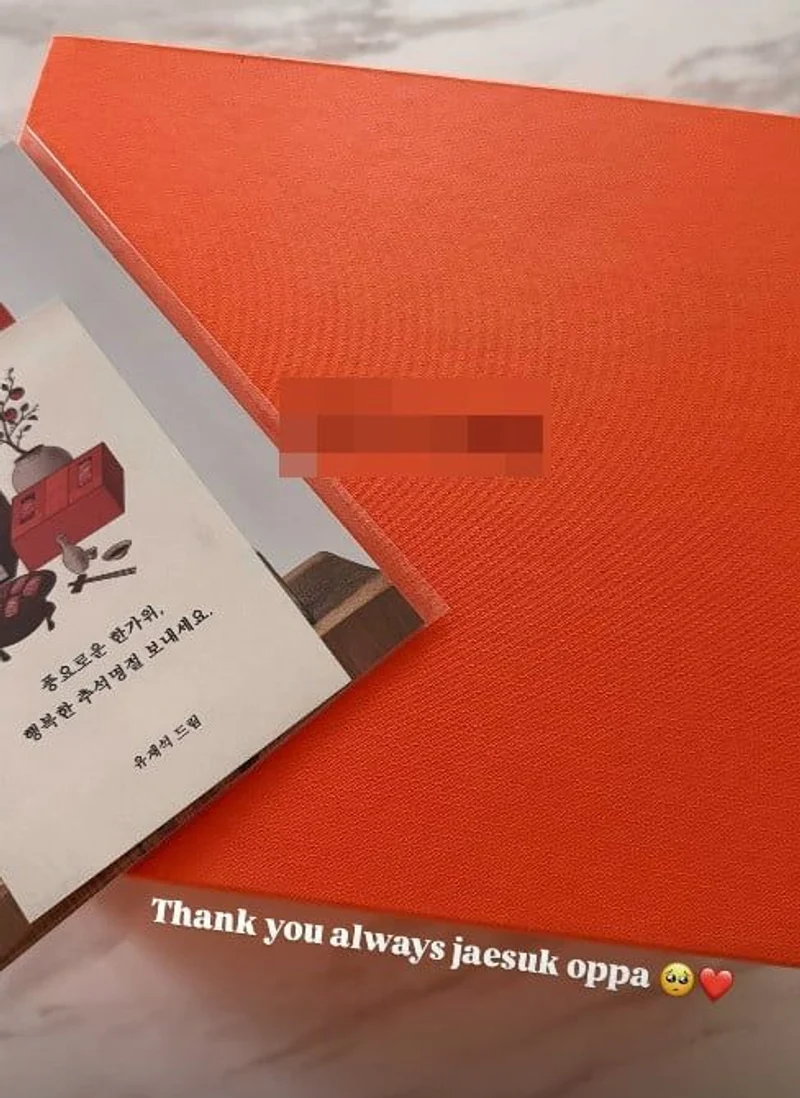 풍요로운 한가위,
행복한 추석명절 보내세요.
유재석 드림
Thank you always jaesuk oppa 🥺❤️